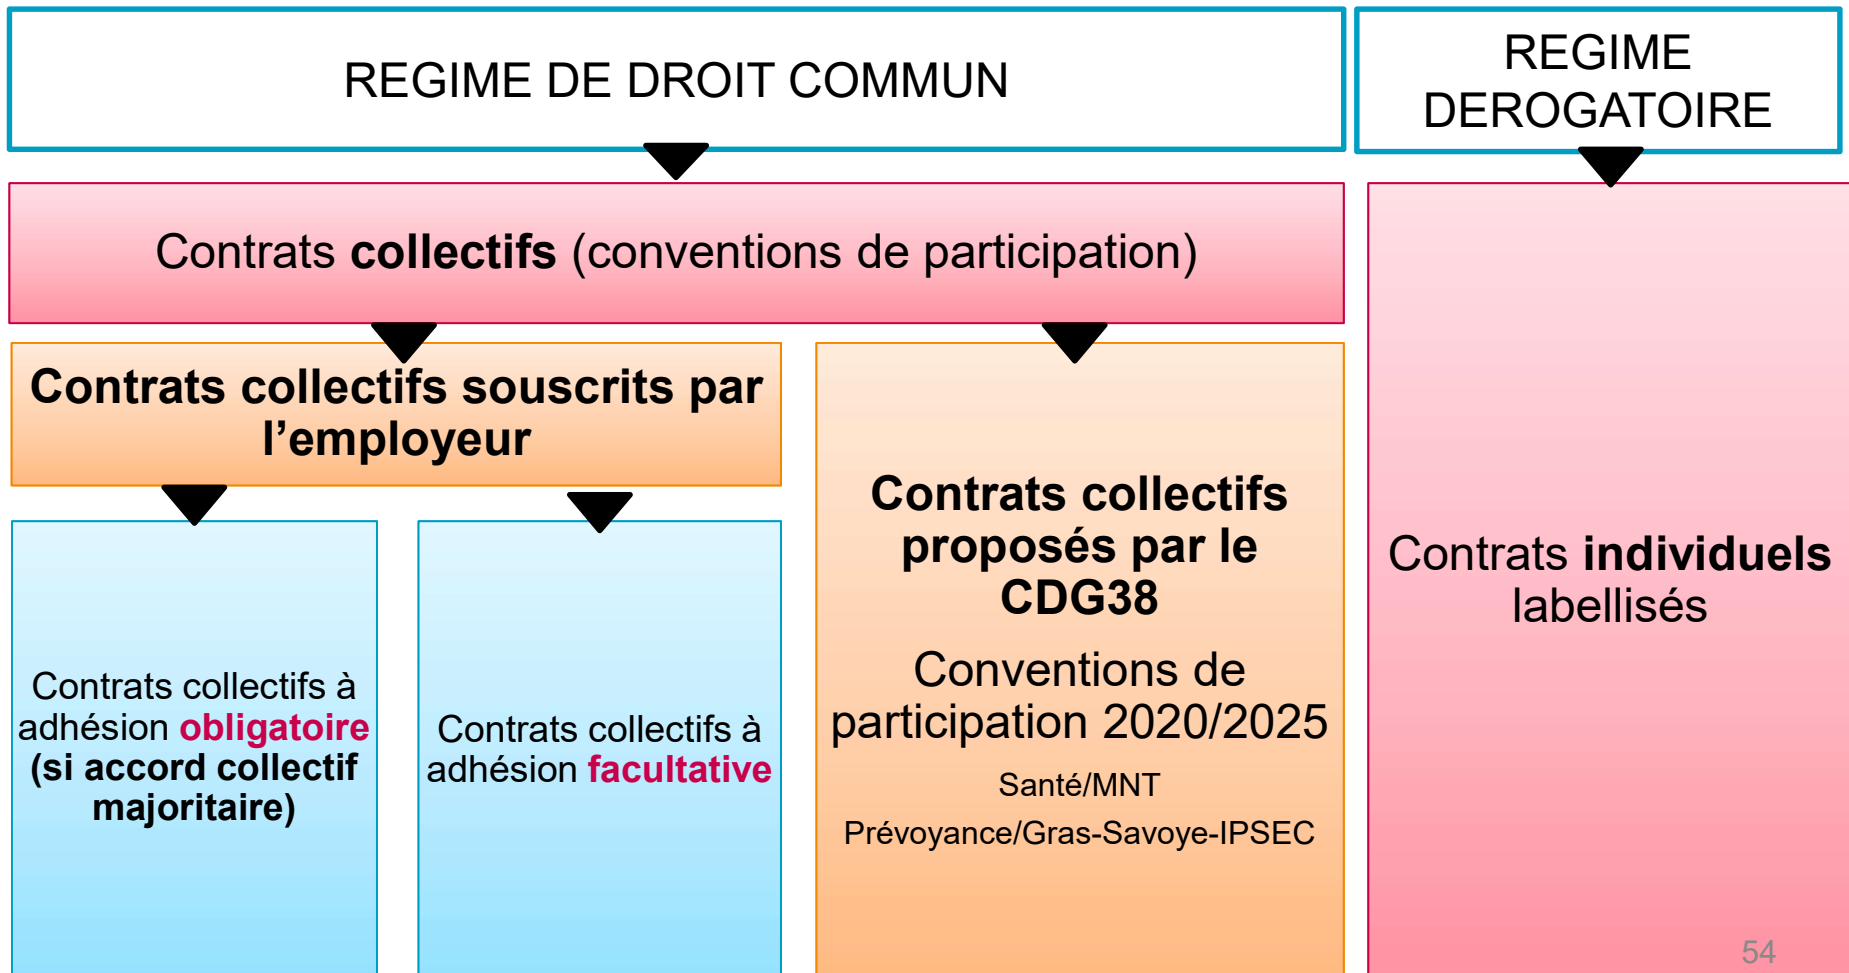 REGIME DE DROIT COMMUN
REGIME
DEROGATOIRE
Contrats collectifs (conventions de participation)
Contrats collectifs souscrits par
l’employeur
Contrats collectifs à
adhésion obligatoire
(si accord collectif
majoritaire)
Contrats collectifs à
adhésion facultative
Contrats collectifs
proposés par le
CDG38
Conventions de
participation 2020/2025
Santé/MNT
Prévoyance/Gras-Savoye-IPSEC
Contrats individuels
labellisés
54